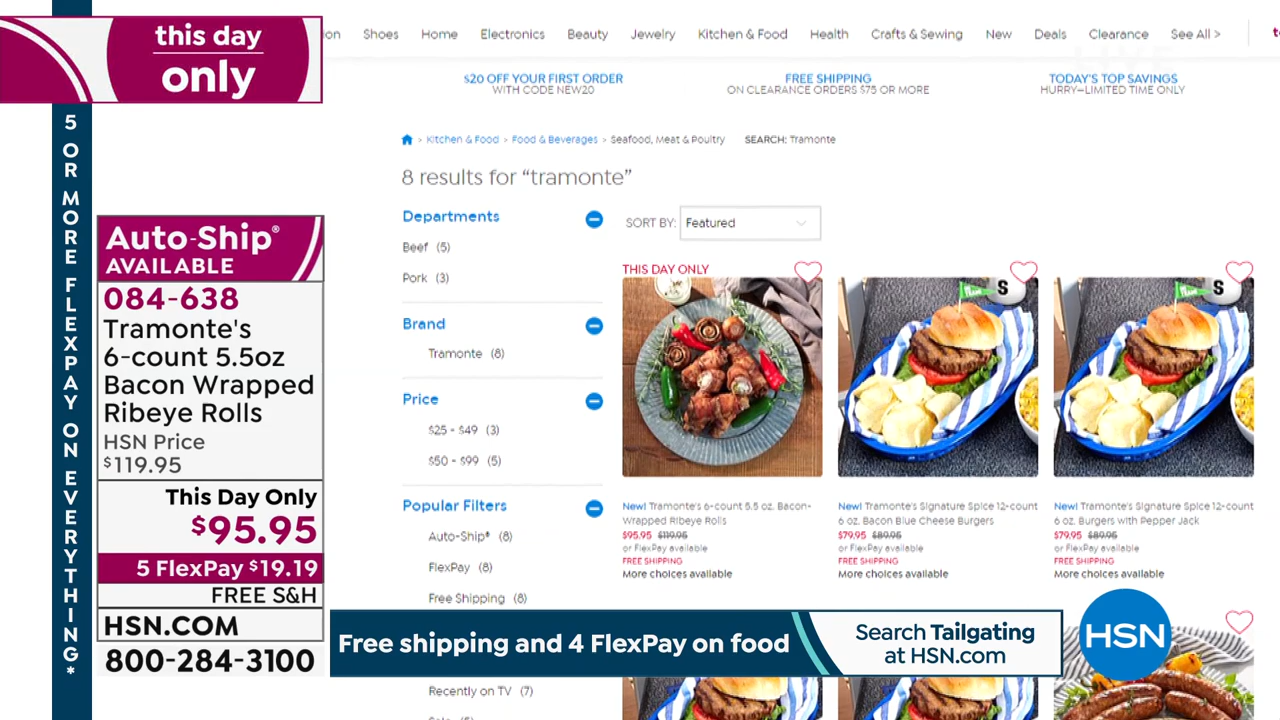 this day
only
5 OR MORE FLEXPAY ON EVERYTHING*
Auto-Ship®
AVAILABLE
084-638
Tramonte's
6-count 5.5oz
Bacon Wrapped
Ribeye Rolls
HSN Price
$119.95
This Day Only
$95.95
5 FlexPay $19.19
FREE S&H
HSN.COM
800-284-3100
ion Shoes Home Electronics Beauty Jewelry Kitchen & Food Health Crafts & Sewing New Deals Clearance See All >
LIVE
$20 OFF YOUR FIRST ORDER
WITH CODE NEW20
FREE SHIPPING
ON CLEARANCE ORDERS $75 OR MORE
TODAY'S TOP SAVINGS
HURRY—LIMITED TIME ONLY
> Kitchen & Food > Food & Beverages > Seafood, Meat & Poultry SEARCH: Tramonte
8 results for “tramonte”
Departments
Beef (5)
Pork (3)
Brand
Tramonte (8)
Price
$25 - $49 (3)
$50 - $99 (5)
Popular Filters
Auto-Ship® (8)
FlexPay (8)
Free Shipping (8)
Recently on TV (7)
SORT BY: Featured
THIS DAY ONLY
New! Tramonte's 6-count 5.5 oz. Bacon-
Wrapped Ribeye Rolls
$95.95 $119.95
or FlexPay available
FREE SHIPPING
More choices available
S
New! Tramonte's Signature Spice 12-count
6 oz. Bacon Blue Cheese Burgers
$79.95 $89.95
or FlexPay available
FREE SHIPPING
More choices available
S
New! Tramonte's Signature Spice 12-count
6 oz. Burgers with Pepper Jack
$79.95 $89.95
or FlexPay available
FREE SHIPPING
More choices available
Free shipping and 4 FlexPay on food
Search Tailgating
at HSN.com
HSN